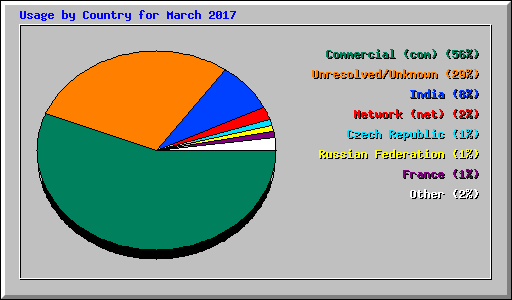 Usage by Country for March 2017
Commercial (com) (56%)
Unresolved/Unknown (29%)
India (8%)
Network (net) (2%)
Czech Republic (1%)
Russian Federation (1%)
France (1%)
Other (2%)